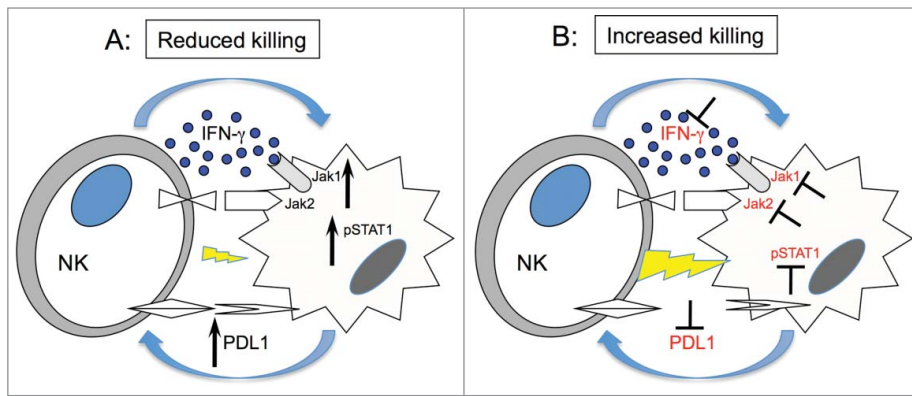 A:
Reduced killing
IFN-γ
Jak1
Jak2
pSTAT1
NK
PDL1
B:
Increased killing
IFN-γ
Jak1
Jak2
pSTAT1
NK
PDL1